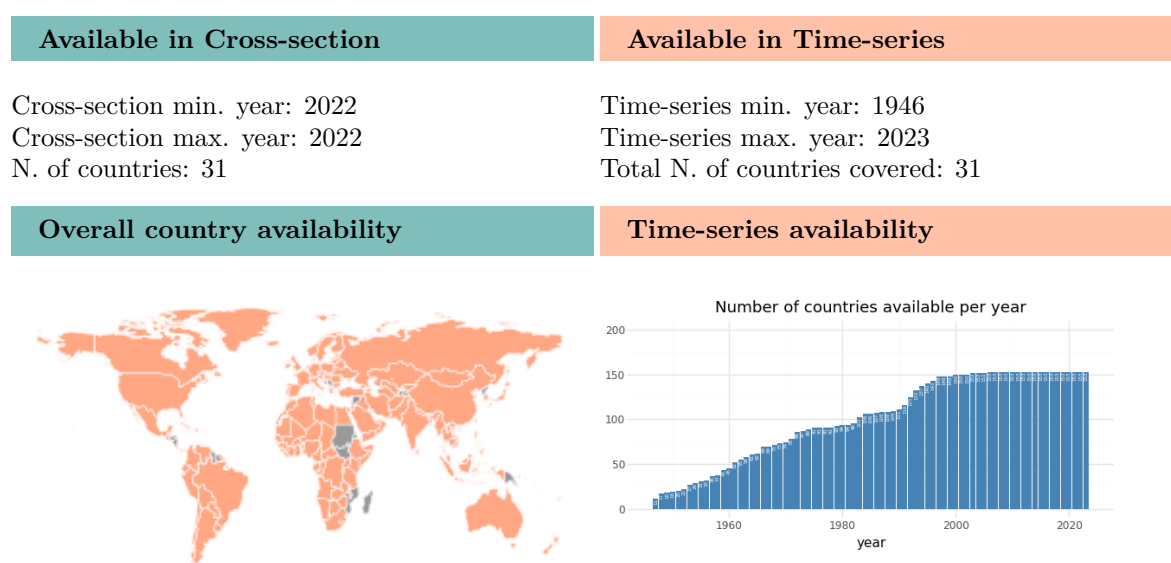 Available in Cross-section
Available in Time-series
Cross-section min. year: 2022
Cross-section max. year: 2022
N. of countries: 31
Time-series min. year: 1946
Time-series max. year: 2023
Total N. of countries covered: 31
Overall country availability
Time-series availability
Number of countries available per year
200
150
100
50
0
1960 1980 2000 2020
year